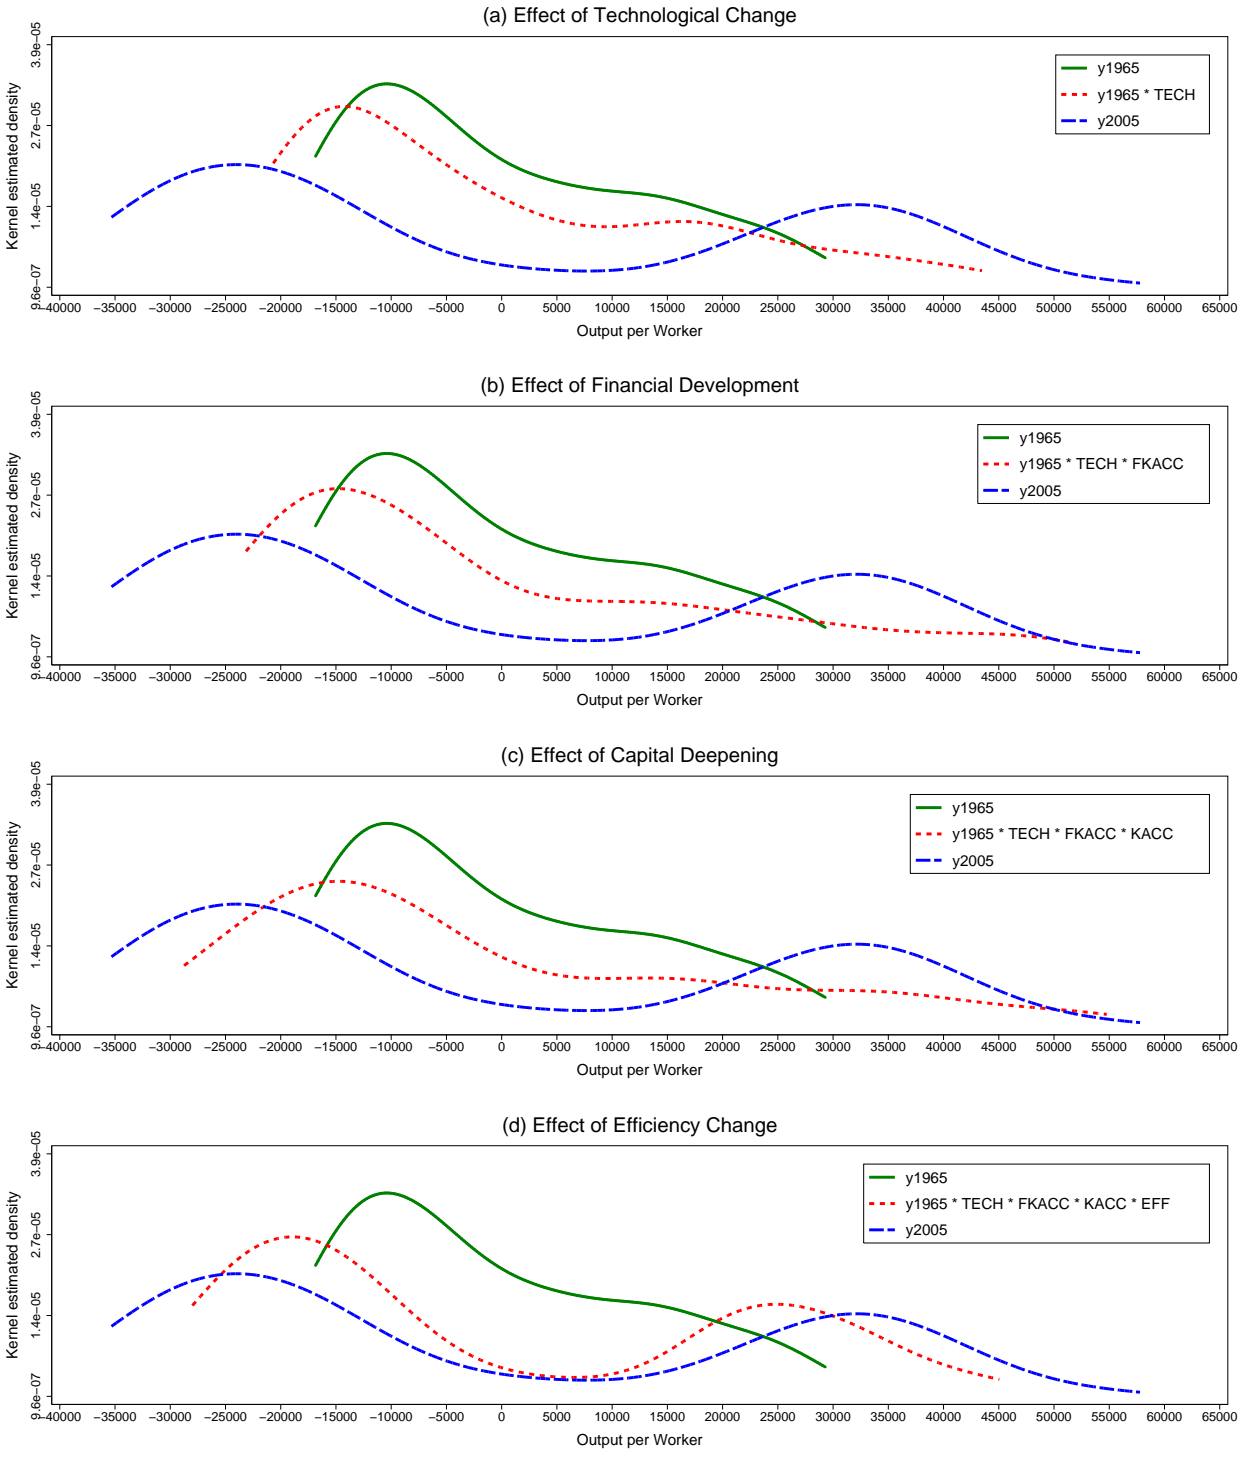 (a) Effect of Technological Change
Kernel estimated density
3.9e−05
2.7e−05
1.4e−05
9.6e−07
y1965
y1965 * TECH
y2005
−40000 −35000 −30000 −25000 −20000 −15000 −10000 −5000 0 5000 10000 15000 20000 25000 30000 35000 40000 45000 50000 55000 60000 65000
Output per Worker
(b) Effect of Financial Development
Kernel estimated density
3.9e−05
2.7e−05
1.4e−05
9.6e−07
y1965
y1965 * TECH * FKACC
y2005
−40000 −35000 −30000 −25000 −20000 −15000 −10000 −5000 0 5000 10000 15000 20000 25000 30000 35000 40000 45000 50000 55000 60000 65000
Output per Worker
(c) Effect of Capital Deepening
Kernel estimated density
3.9e−05
2.7e−05
1.4e−05
9.6e−07
y1965
y1965 * TECH * FKACC * KACC
y2005
−40000 −35000 −30000 −25000 −20000 −15000 −10000 −5000 0 5000 10000 15000 20000 25000 30000 35000 40000 45000 50000 55000 60000 65000
Output per Worker
(d) Effect of Efficiency Change
Kernel estimated density
3.9e−05
2.7e−05
1.4e−05
9.6e−07
y1965
y1965 * TECH * FKACC * KACC * EFF
y2005
−40000 −35000 −30000 −25000 −20000 −15000 −10000 −5000 0 5000 10000 15000 20000 25000 30000 35000 40000 45000 50000 55000 60000 65000
Output per Worker